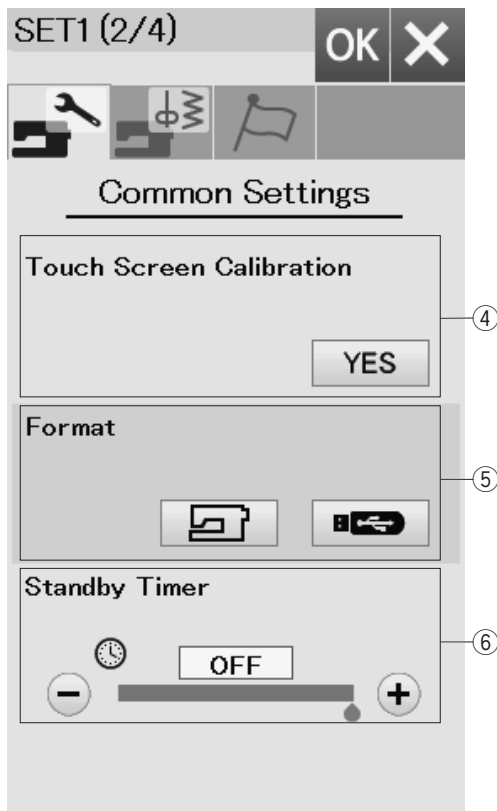 SET1 (2/4)
OK
Common Settings
Touch Screen Calibration
④
YES
Format
⑤
Standby Timer
⑥
OFF